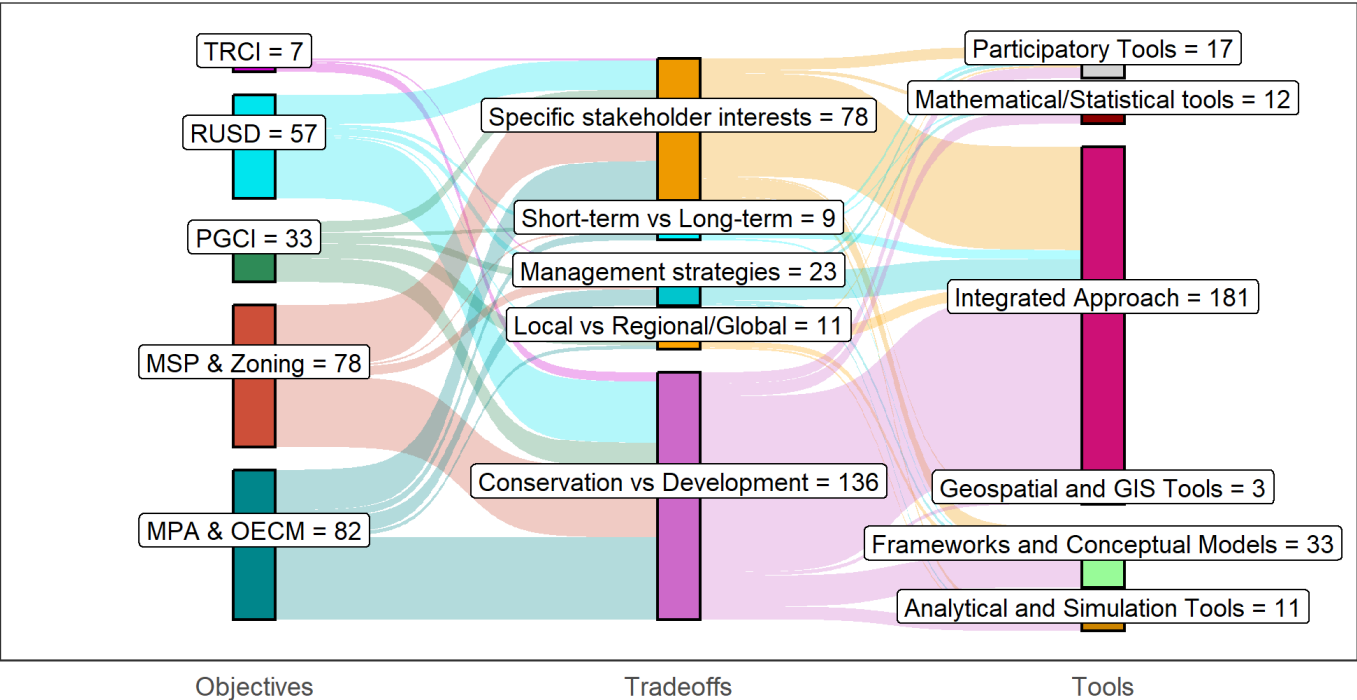 TRCI = 7
RUSD = 57
PGCI = 33
MSP & Zoning = 78
MPA & OECM = 82
Specific stakeholder interests = 78
Short-term vs Long-term = 9
Management strategies = 23
Local vs Regional/Global = 11
Conservation vs Development = 136
Participatory Tools = 17
Mathematical/Statistical tools = 12
Integrated Approach = 181
Geospatial and GIS Tools = 3
Frameworks and Conceptual Models = 33
Analytical and Simulation Tools = 11
Objectives
Tradeoffs
Tools